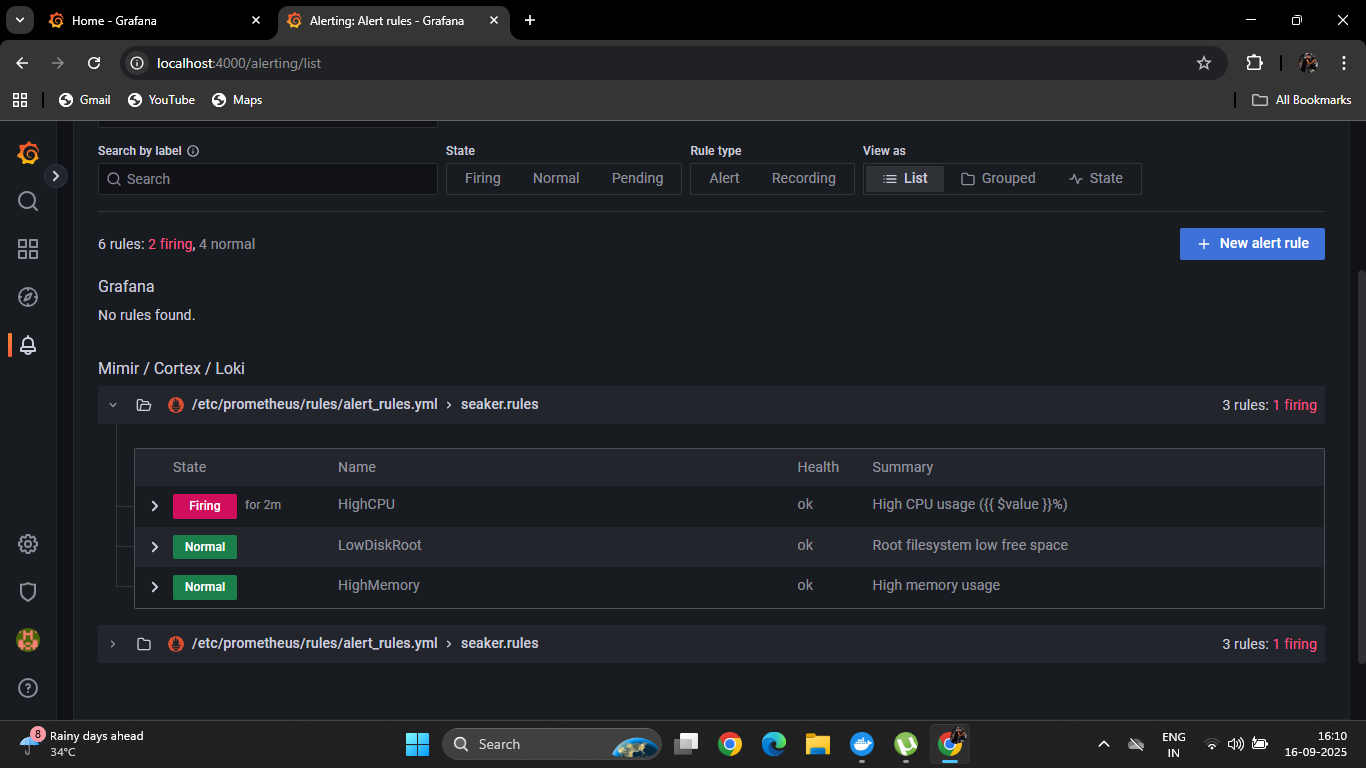 Home - Grafana
Alerting: Alert rules - Grafana
localhost:4000/alerting/list
Gmail YouTube Maps All Bookmarks
Search by label State Rule type View as
Search Firing Normal Pending Alert Recording List Grouped State
6 rules: 2 firing, 4 normal
+ New alert rule
Grafana
No rules found.
Mimir / Cortex / Loki
/etc/prometheus/rules/alert_rules.yml › seaker.rules 3 rules: 1 firing
State Name Health Summary
Firing for 2m HighCPU ok High CPU usage ({{ $value }}%)
Normal LowDiskRoot ok Root filesystem low free space
Normal HighMemory ok High memory usage
/etc/prometheus/rules/alert_rules.yml › seaker.rules 3 rules: 1 firing
8
Rainy days ahead
34°C
Search
ENG
IN
16:10
16-09-2025